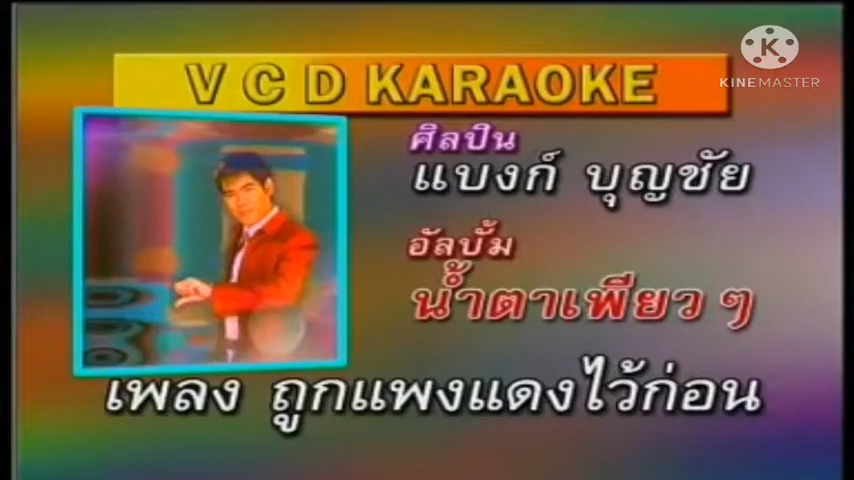 V C D KARAOKE
K
KINEMASTER
ศิลปิน
แบงก์ บุญชัย
อัลบั้ม
น้ำตาเพียว ๆ
เพลง ถูกแพงแดงไว้ก่อน